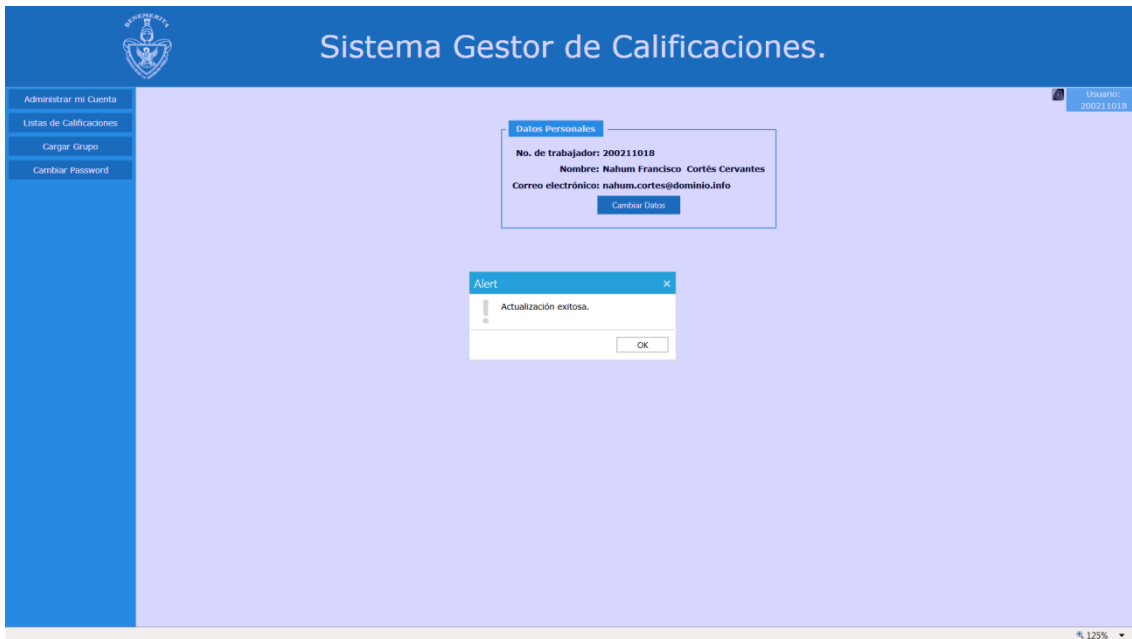 BENEMERITA
Sistema Gestor de Calificaciones.
Administrar mi Cuenta
Listas de Calificaciones
Cargar Grupo
Cambiar Password
Usuario:
200211018
Datos Personales
No. de trabajador: 200211018
Nombre: Nahum Francisco Cortés Cervantes
Correo electrónico: nahum.cortes@dominio.info
Cambiar Datos
Alert
Actualización exitosa.
OK
125%